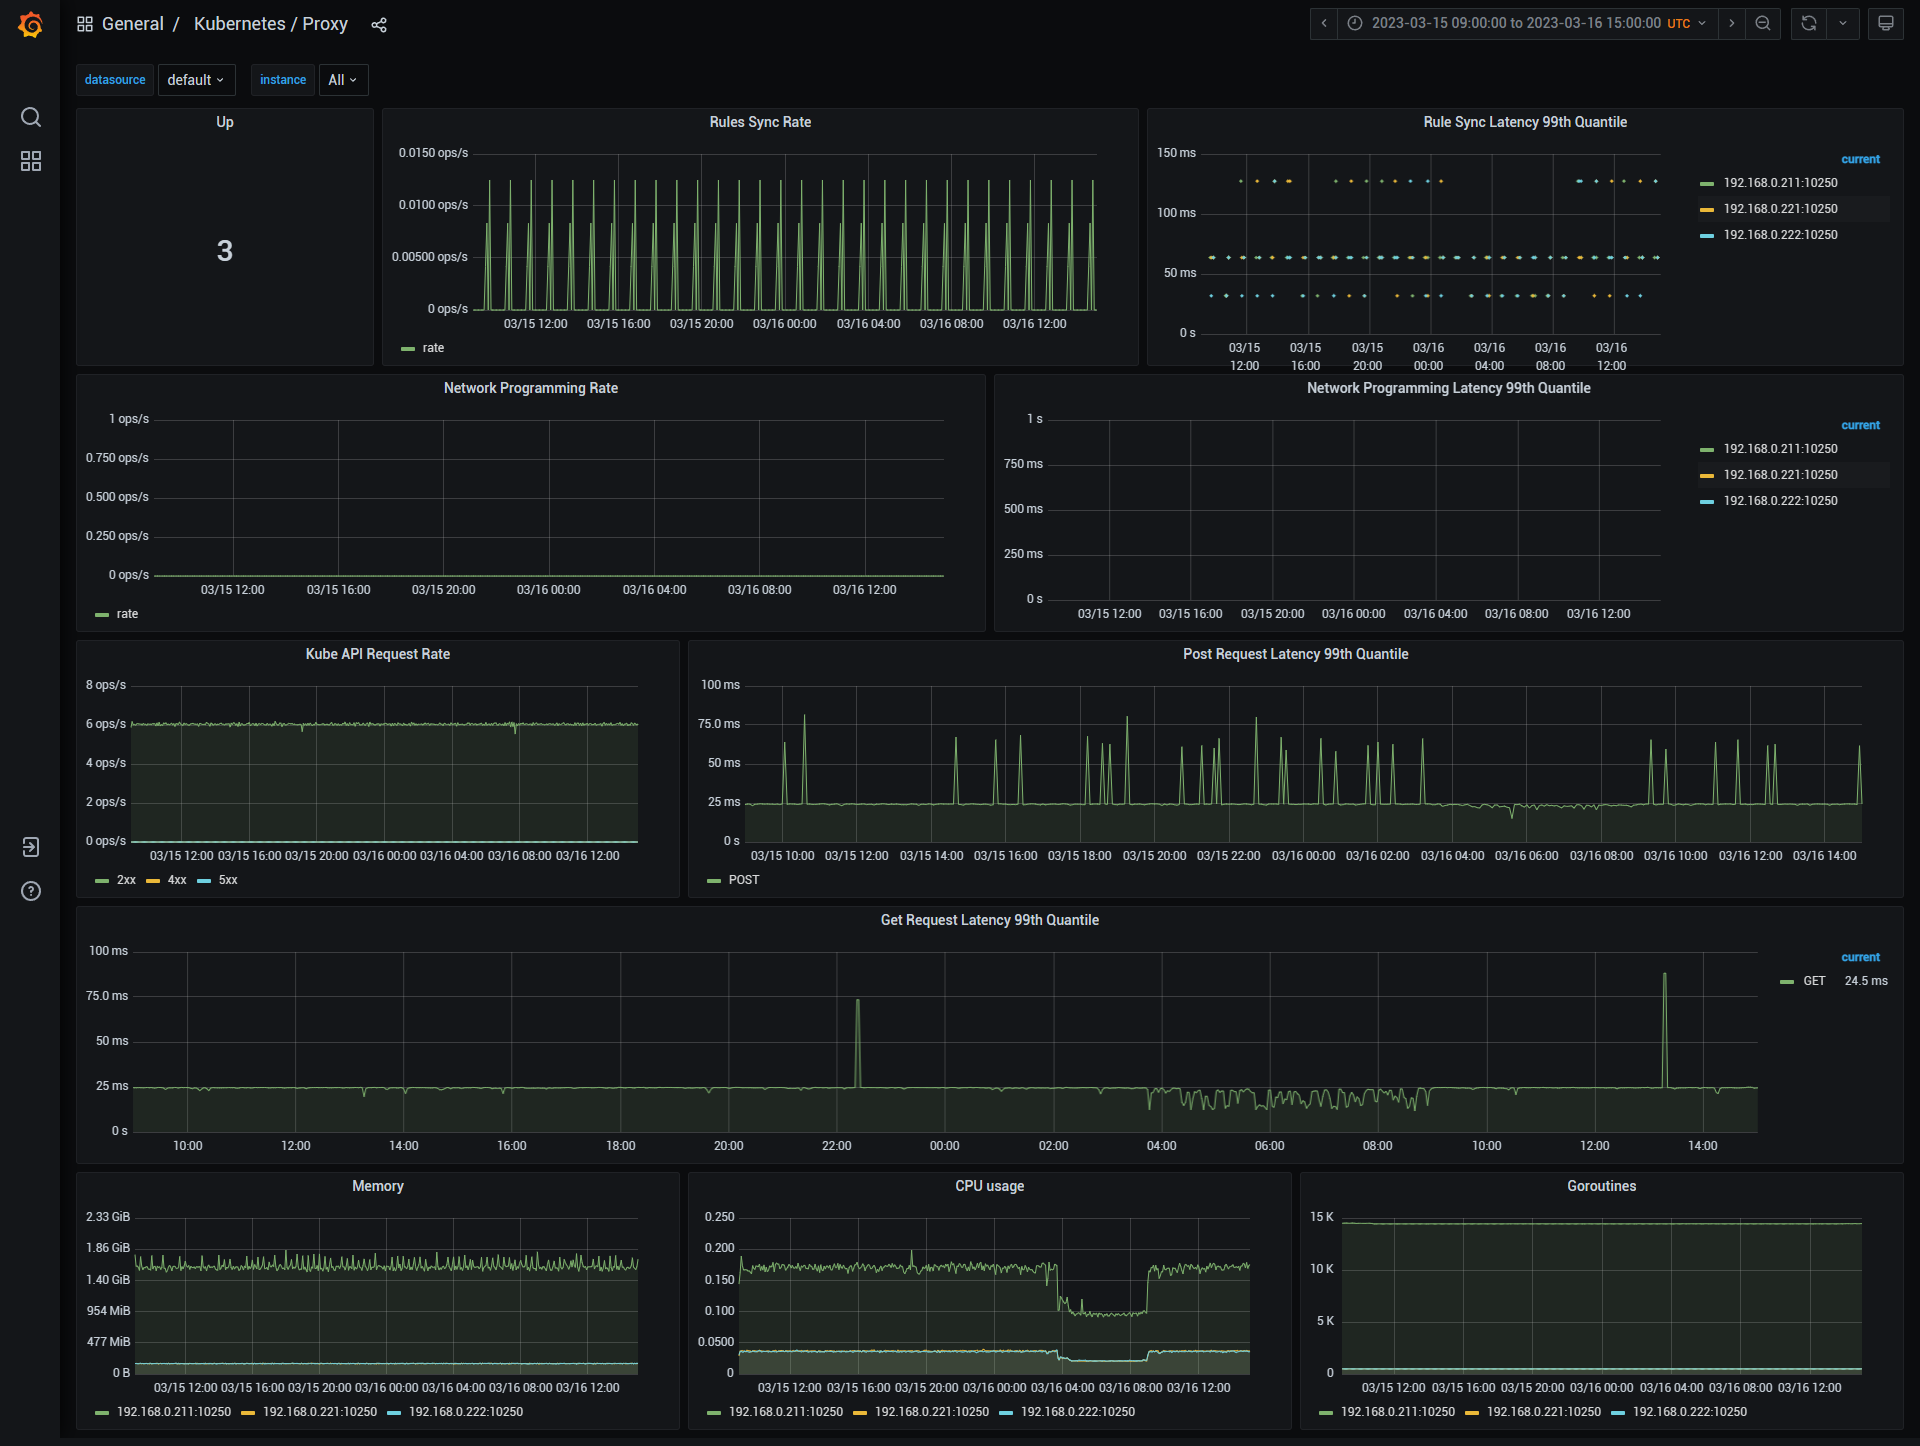 General / Kubernetes / Proxy
2023-03-15 09:00:00 to 2023-03-16 15:00:00 UTC
datasource default instance All
Up
3
Rules Sync Rate
0.0150 ops/s
0.0100 ops/s
0.00500 ops/s
0 ops/s
03/15 12:00 03/15 16:00 03/15 20:00 03/16 00:00 03/16 04:00 03/16 08:00 03/16 12:00
rate
Rule Sync Latency 99th Quantile
150 ms
100 ms
50 ms
0 s
03/15 03/15 03/15 03/16 03/16 03/16 03/16
12:00 16:00 20:00 00:00 04:00 08:00 12:00
current
192.168.0.211:10250
192.168.0.221:10250
192.168.0.222:10250
Network Programming Rate
1 ops/s
0.750 ops/s
0.500 ops/s
0.250 ops/s
0 ops/s
03/15 12:00 03/15 16:00 03/15 20:00 03/16 00:00 03/16 04:00 03/16 08:00 03/16 12:00
rate
Network Programming Latency 99th Quantile
1 s
750 ms
500 ms
250 ms
0 s
03/15 12:00 03/15 16:00 03/15 20:00 03/16 00:00 03/16 04:00 03/16 08:00 03/16 12:00
current
192.168.0.211:10250
192.168.0.221:10250
192.168.0.222:10250
Kube API Request Rate
8 ops/s
6 ops/s
4 ops/s
2 ops/s
0 ops/s
03/15 12:00 03/15 16:00 03/15 20:00 03/16 00:00 03/16 04:00 03/16 08:00 03/16 12:00
2xx 4xx 5xx
Post Request Latency 99th Quantile
100 ms
75.0 ms
50 ms
25 ms
0 s
03/15 10:00 03/15 12:00 03/15 14:00 03/15 16:00 03/15 18:00 03/15 20:00 03/15 22:00 03/16 00:00 03/16 02:00 03/16 04:00 03/16 06:00 03/16 08:00 03/16 10:00 03/16 12:00 03/16 14:00
POST
Get Request Latency 99th Quantile
100 ms
75.0 ms
50 ms
25 ms
0 s
10:00 12:00 14:00 16:00 18:00 20:00 22:00 00:00 02:00 04:00 06:00 08:00 10:00 12:00 14:00
current
GET 24.5 ms
Memory
2.33 GiB
1.86 GiB
1.40 GiB
954 MiB
477 MiB
0 B
03/15 12:00 03/15 16:00 03/15 20:00 03/16 00:00 03/16 04:00 03/16 08:00 03/16 12:00
192.168.0.211:10250 192.168.0.221:10250 192.168.0.222:10250
CPU usage
0.250
0.200
0.150
0.100
0.0500
0
03/15 12:00 03/15 16:00 03/15 20:00 03/16 00:00 03/16 04:00 03/16 08:00 03/16 12:00
192.168.0.211:10250 192.168.0.221:10250 192.168.0.222:10250
Goroutines
15 K
10 K
5 K
0
03/15 12:00 03/15 16:00 03/15 20:00 03/16 00:00 03/16 04:00 03/16 08:00 03/16 12:00
192.168.0.211:10250 192.168.0.221:10250 192.168.0.222:10250